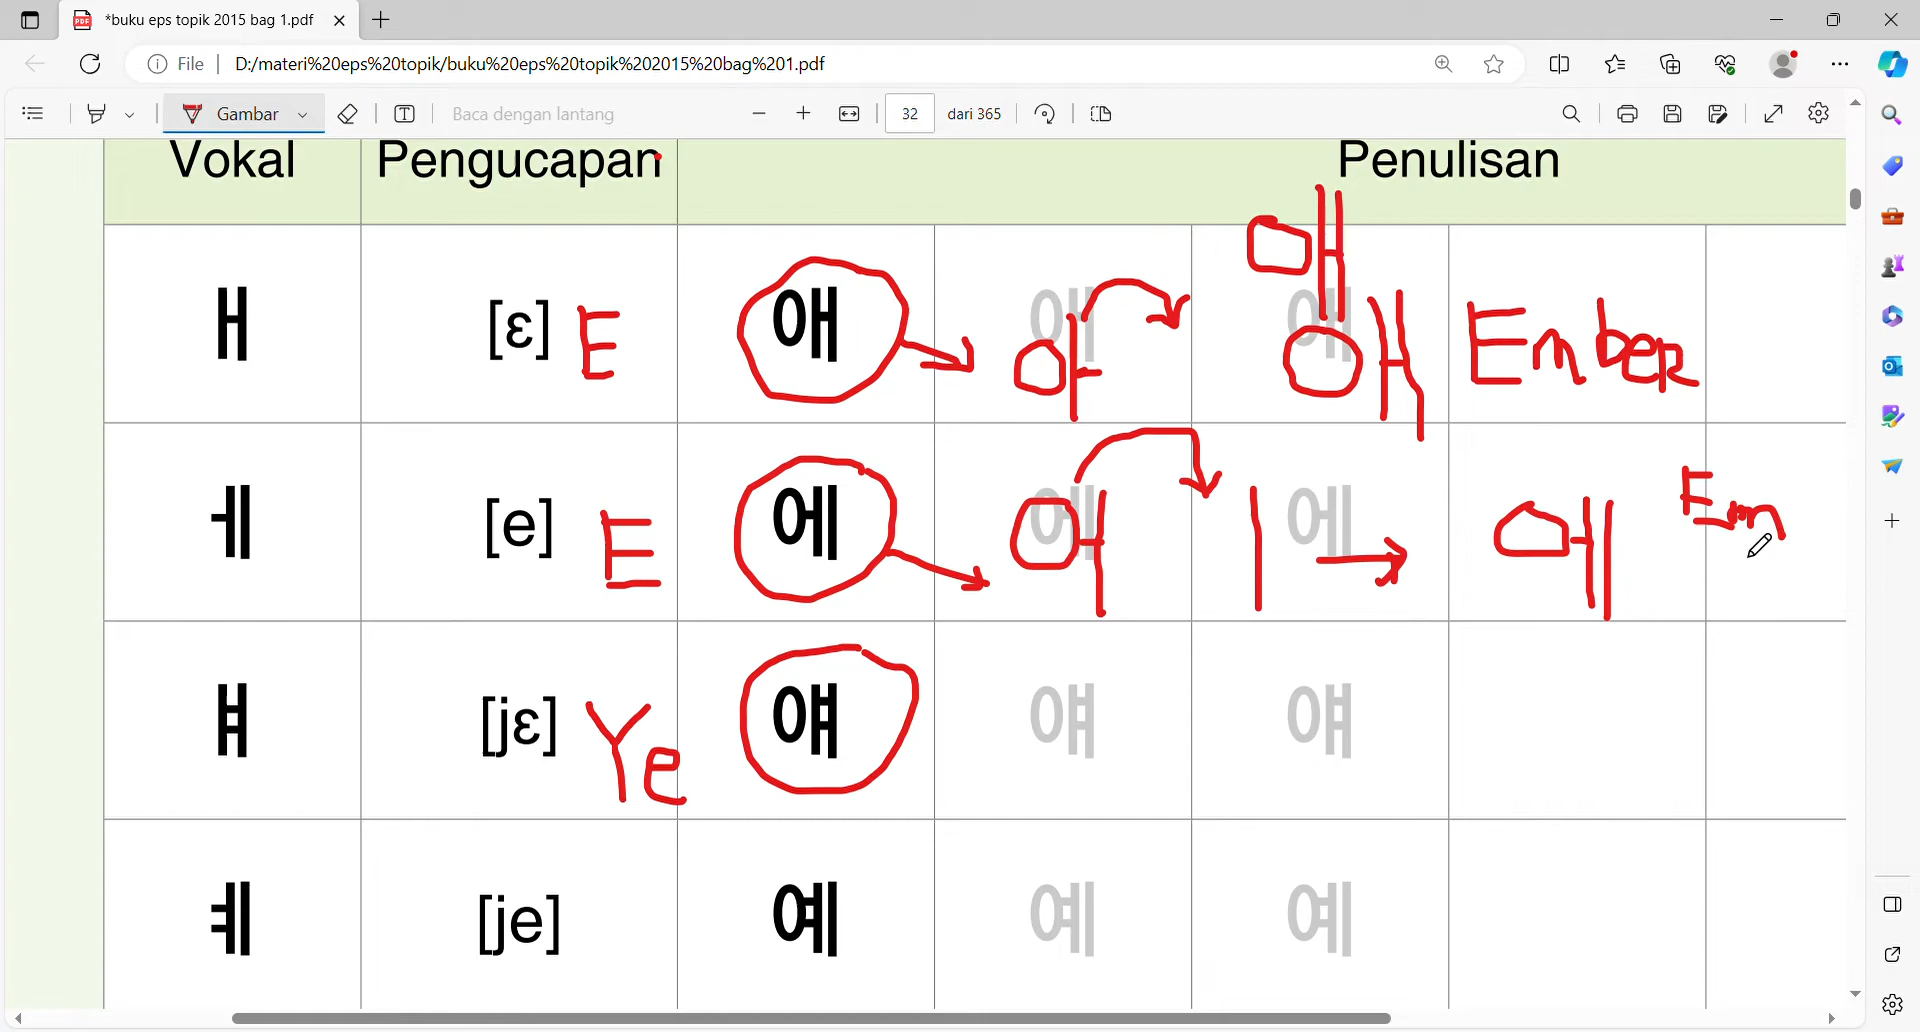 *buku eps topik 2015 bag 1.pdf
File D:/materi%20eps%20topik/buku%20eps%20topik%202015%20bag%201.pdf
Gambar Baca dengan lantang 32 dari 365
Vokal Pengucapan Penulisan
ㅐ [ɛ] E 애 애 애 Ember
ㅔ [e] E 에 에 에 Em
ㅒ [jɛ] Ye 얘 얘 얘
ㅖ [je] 예 예 예